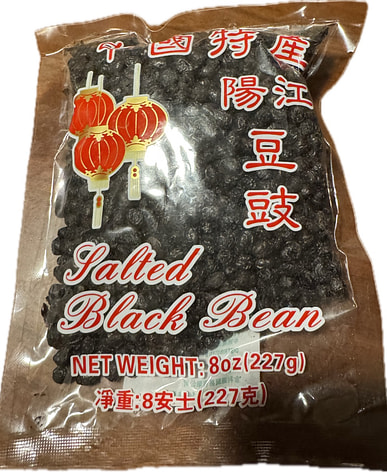 中國特產
陽江
豆豉
Salted
Black Bean
NET WEIGHT: 8oz(227g)
淨重:8安士(227克)